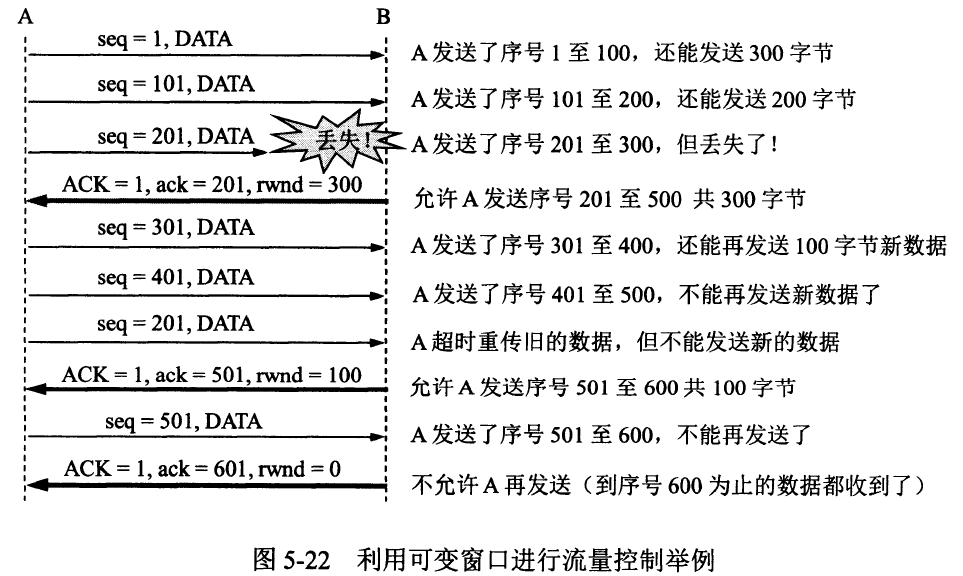 A B
seq = 1, DATA A 发送了序号 1 至 100，还能发送 300 字节
seq = 101, DATA A 发送了序号 101 至 200，还能发送 200 字节
seq = 201, DATA 丢失！ A 发送了序号 201 至 300，但丢失了！
ACK = 1, ack = 201, rwnd = 300 允许 A 发送序号 201 至 500 共 300 字节
seq = 301, DATA A 发送了序号 301 至 400，还能再发送 100 字节新数据
seq = 401, DATA A 发送了序号 401 至 500，不能再发送新数据了
seq = 201, DATA A 超时重传旧的数据，但不能发送新的数据
ACK = 1, ack = 501, rwnd = 100 允许 A 发送序号 501 至 600 共 100 字节
seq = 501, DATA A 发送了序号 501 至 600，不能再发送了
ACK = 1, ack = 601, rwnd = 0 不允许 A 再发送（到序号 600 为止的数据都收到了）
图 5-22 利用可变窗口进行流量控制举例